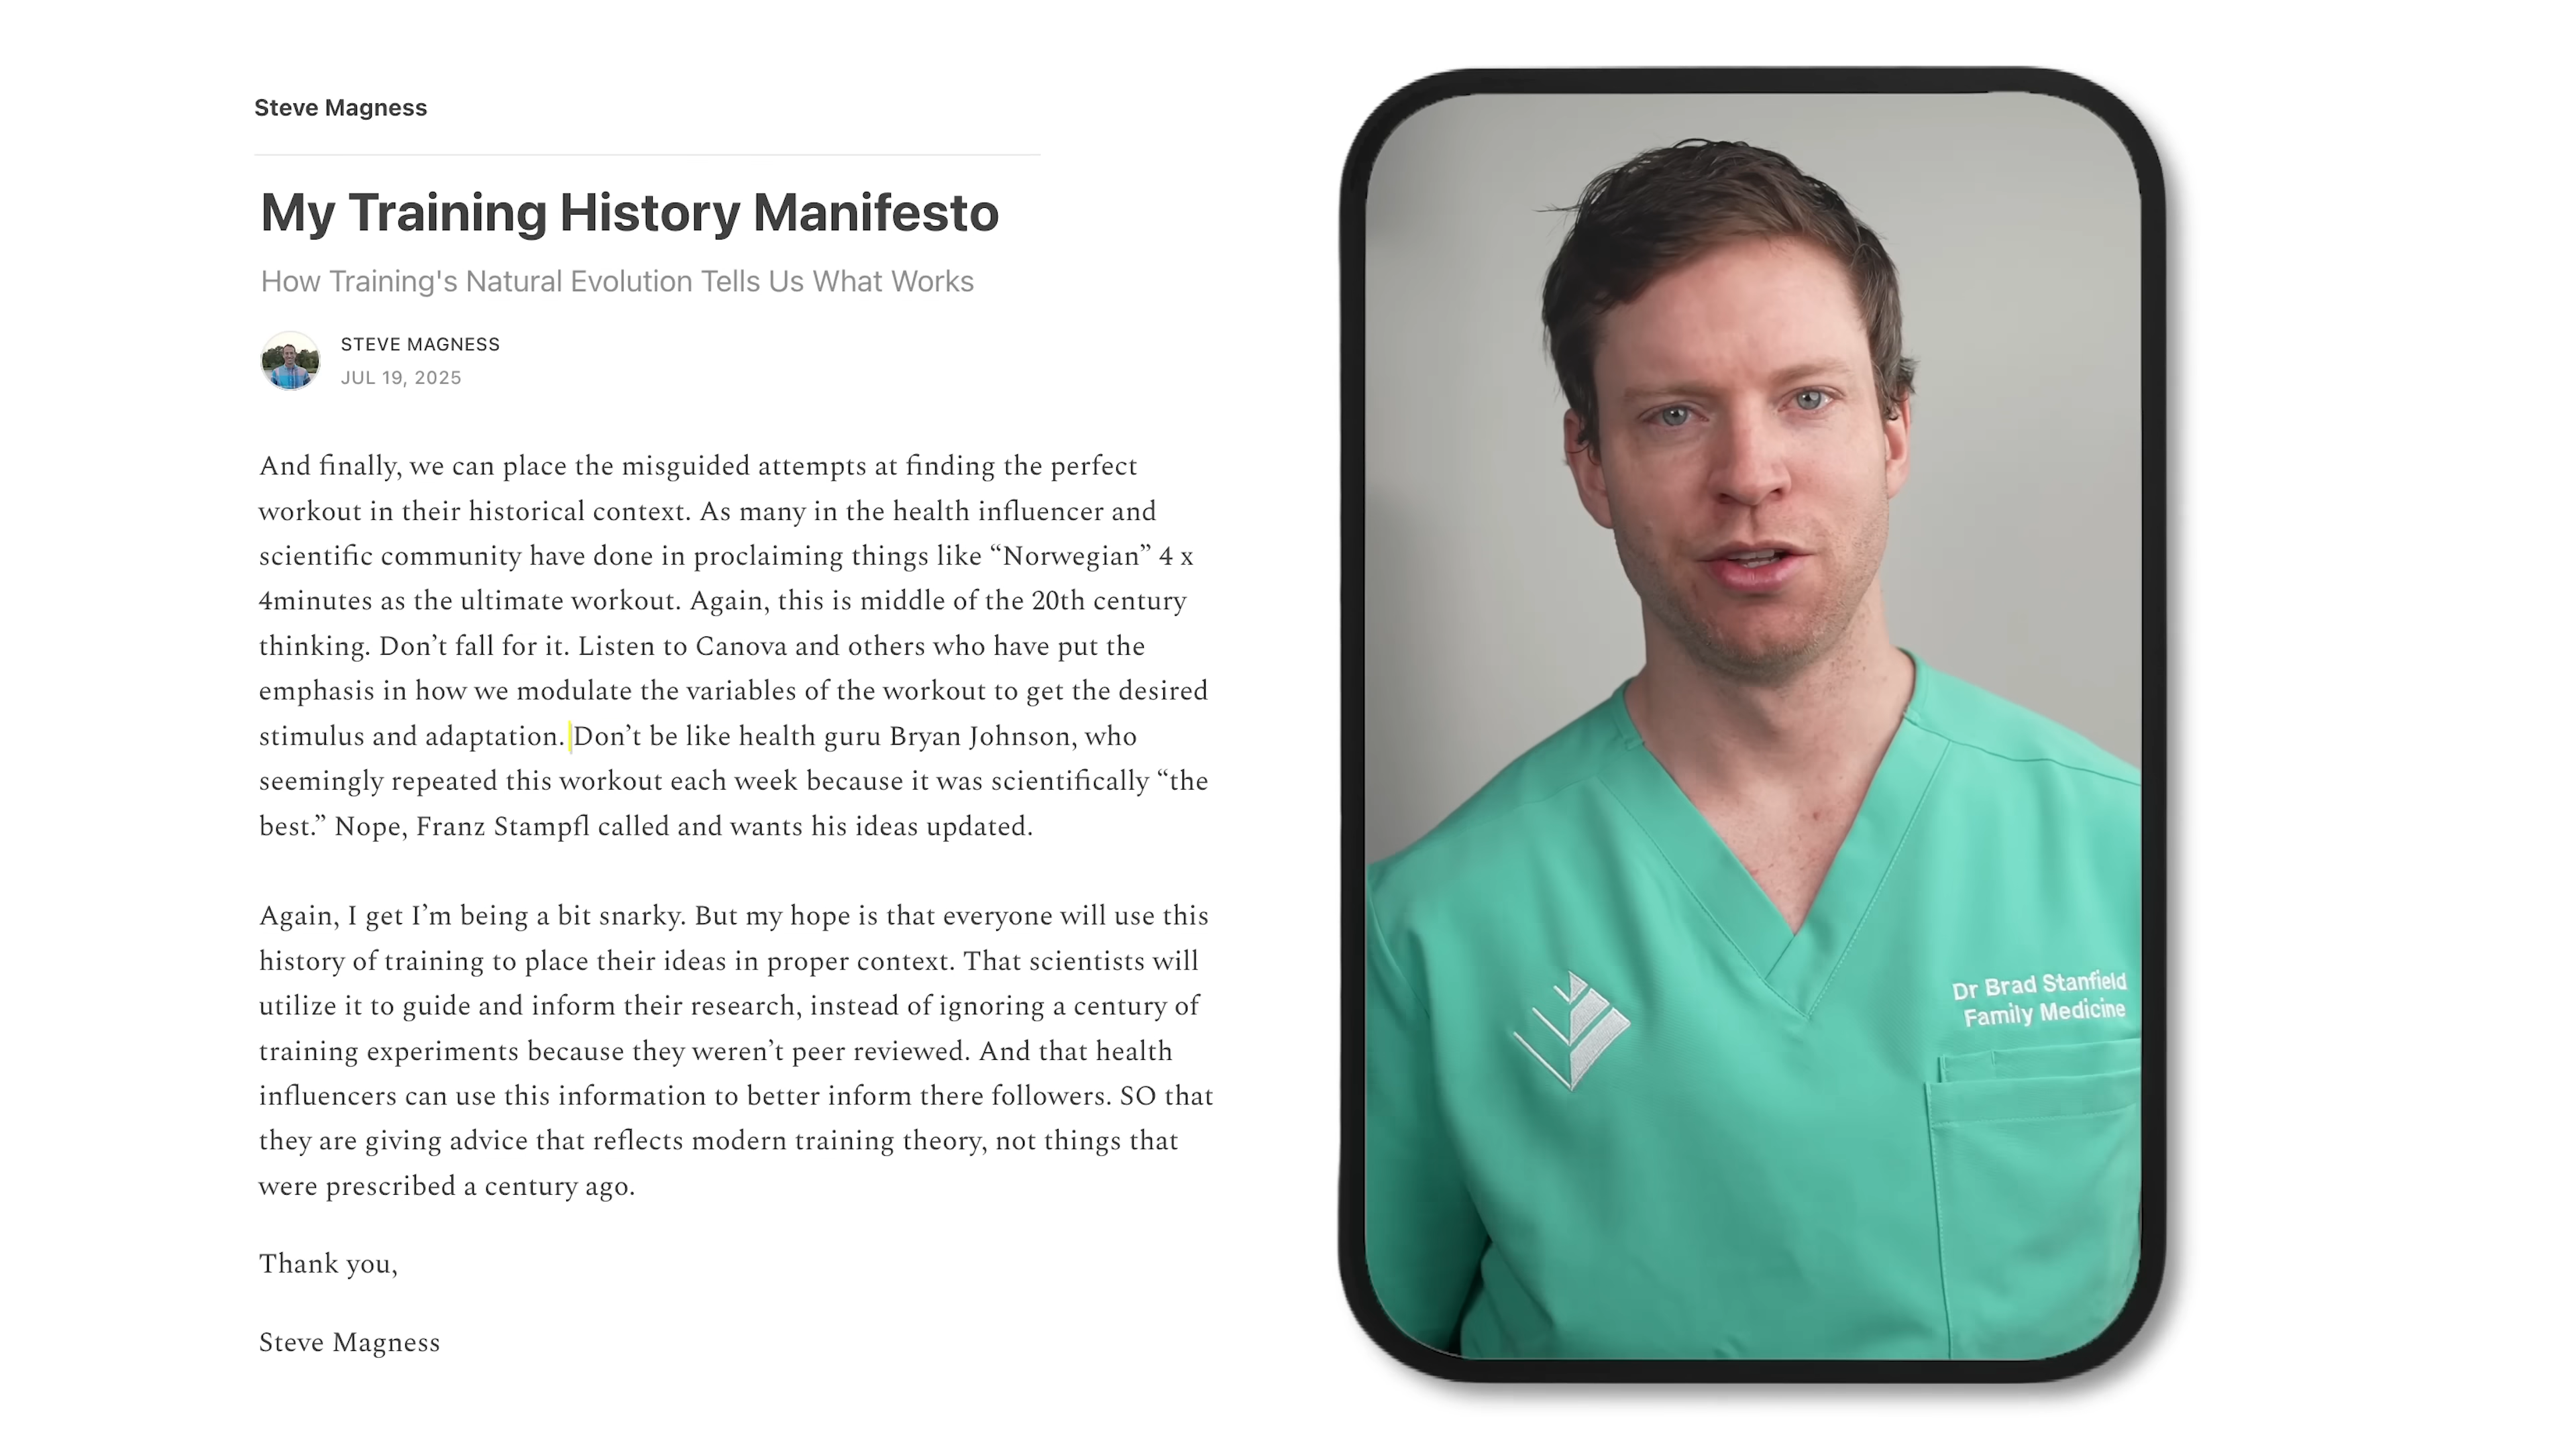 Steve Magness
My Training History Manifesto
How Training's Natural Evolution Tells Us What Works
STEVE MAGNESS
JUL 19, 2025
And finally, we can place the misguided attempts at finding the perfect
workout in their historical context. As many in the health influencer and
scientific community have done in proclaiming things like “Norwegian” 4 x
4minutes as the ultimate workout. Again, this is middle of the 20th century
thinking. Don’t fall for it. Listen to Canova and others who have put the
emphasis in how we modulate the variables of the workout to get the desired
stimulus and adaptation. Don’t be like health guru Bryan Johnson, who
seemingly repeated this workout each week because it was scientifically “the
best.” Nope, Franz Stampfl called and wants his ideas updated.
Again, I get I’m being a bit snarky. But my hope is that everyone will use this
history of training to place their ideas in proper context. That scientists will
utilize it to guide and inform their research, instead of ignoring a century of
training experiments because they weren’t peer reviewed. And that health
influencers can use this information to better inform there followers. SO that
they are giving advice that reflects modern training theory, not things that
were prescribed a century ago.
Thank you,
Steve Magness
Dr Brad Stanfield
Family Medicine